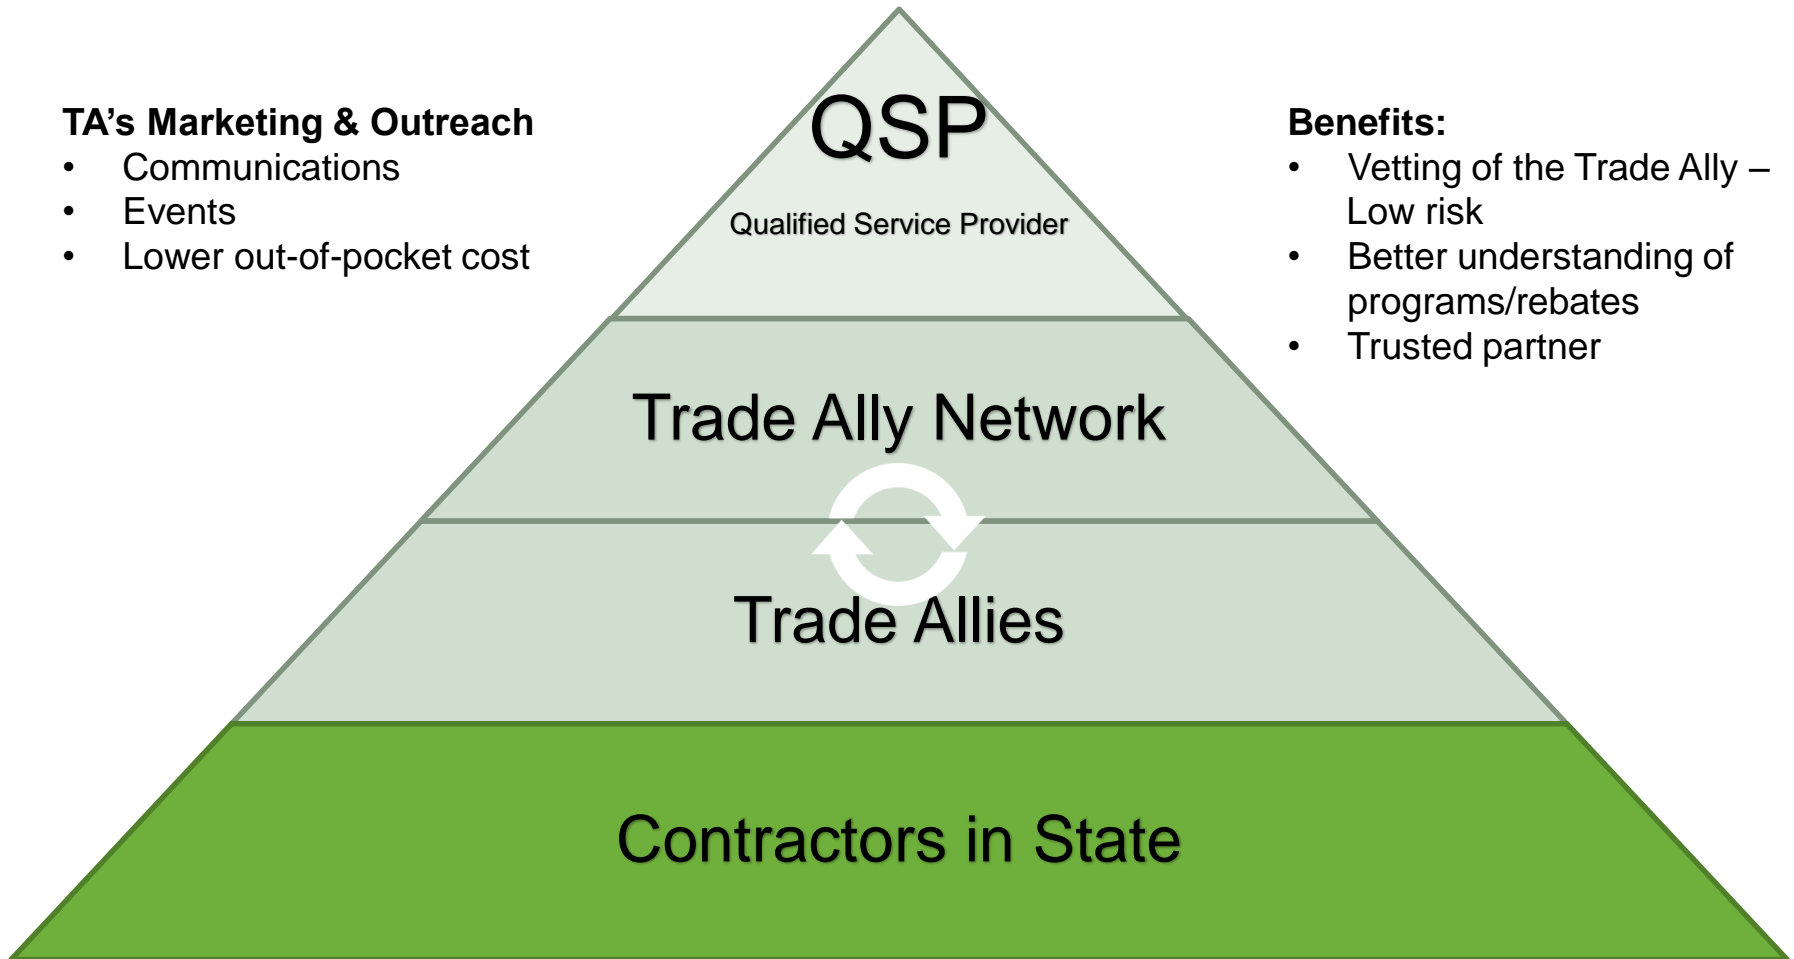 TA’s Marketing & Outreach
• Communications
• Events
• Lower out-of-pocket cost
QSP
Qualified Service Provider
Benefits:
• Vetting of the Trade Ally –
Low risk
• Better understanding of
programs/rebates
• Trusted partner
Trade Ally Network
Trade Allies
Contractors in State